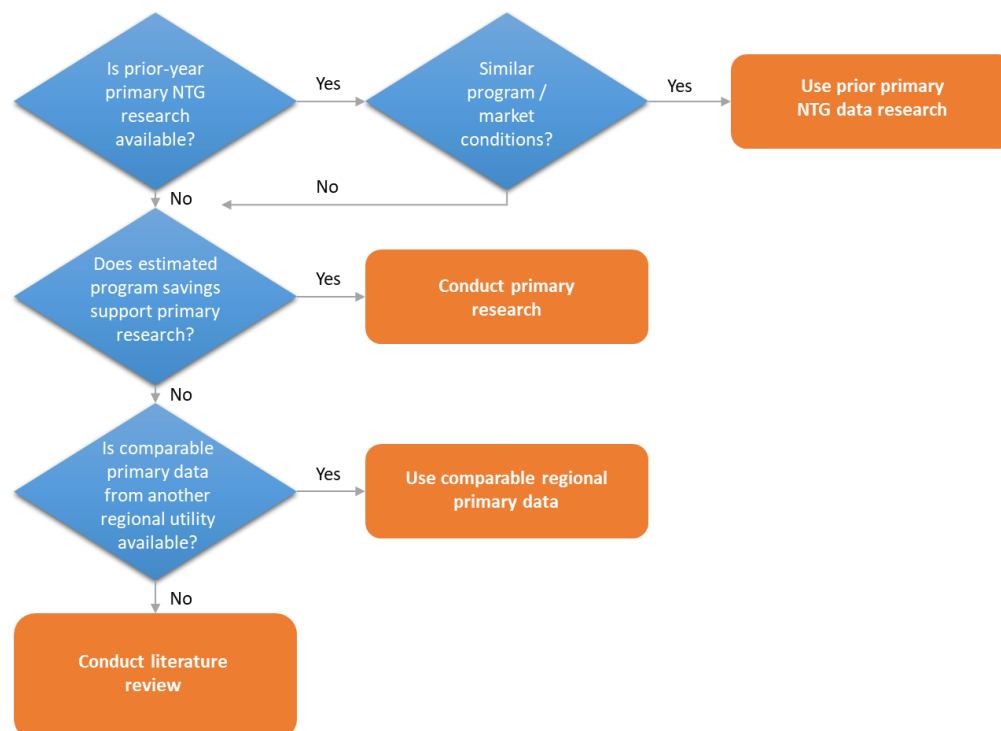 Is prior-year
primary NTG
research
available?
Yes
Similar
program /
market
conditions?
Yes
Use prior primary
NTG data research
No
No
Does estimated
program savings
support primary
research?
Yes
Conduct primary
research
No
Is comparable
primary data
from another
regional utility
available?
Yes
Use comparable regional
primary data
No
Conduct literature
review